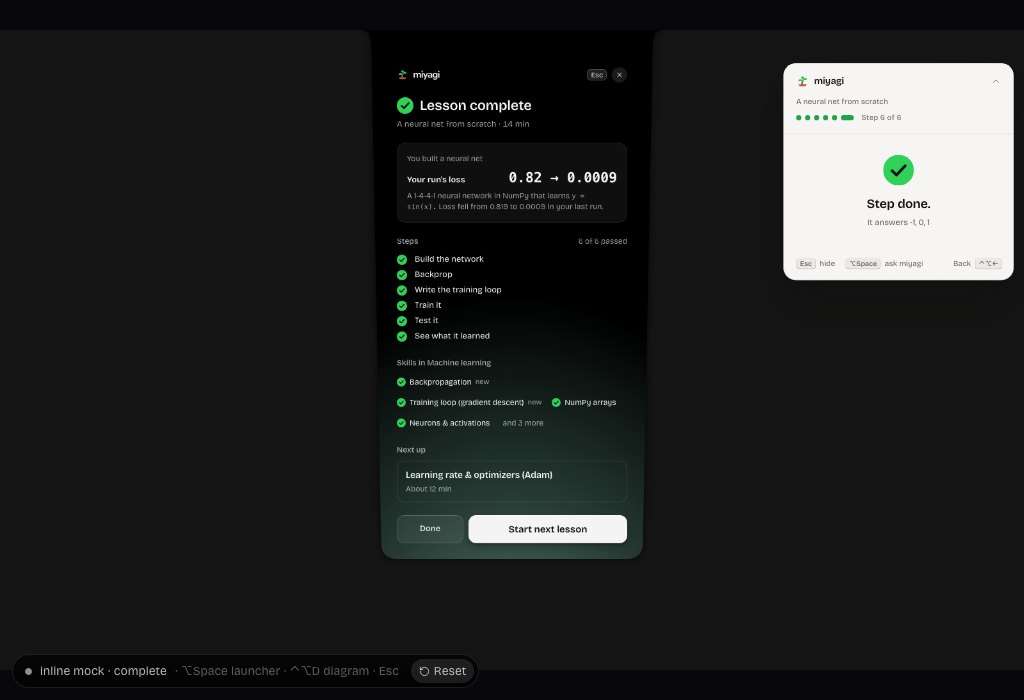 miyagi
Esc ×
Lesson complete
A neural net from scratch · 14 min
You built a neural net
Your run's loss 0.82 → 0.0009
A 1-4-4-1 neural network in NumPy that learns y =
sin(x). Loss fell from 0.819 to 0.0009 in your last run.
Steps 6 of 6 passed
Build the network
Backprop
Write the training loop
Train it
Test it
See what it learned
Skills in Machine learning
Backpropagation new
Training loop (gradient descent) new NumPy arrays
Neurons & activations and 3 more
Next up
Learning rate & optimizers (Adam)
About 12 min
Done Start next lesson
miyagi
A neural net from scratch
Step 6 of 6
Step done.
It answers -1, 0, 1
Esc hide ⌥Space ask miyagi Back ⌃⌥←
inline mock · complete · ⌥Space launcher · ⌃⌥D diagram · Esc Reset